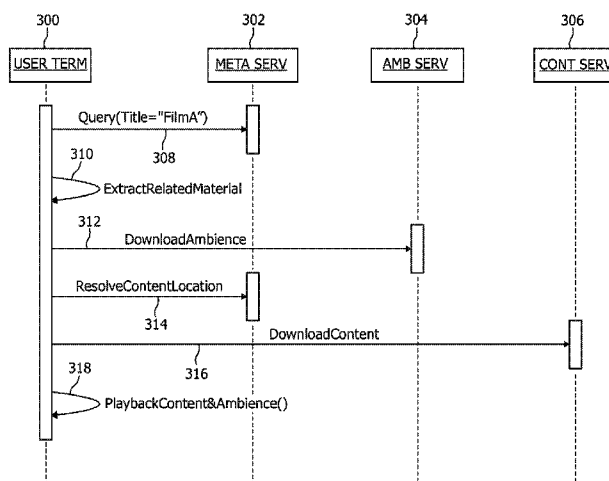 300
302
304
306
USER TERM
META SERV
AMB SERV
CONT SERV
Query(Title="FilmA")
308
310
ExtractRelatedMaterial
312
DownloadAmbience
ResolveContentLocation
314
DownloadContent
316
318
PlaybackContent&Ambience()